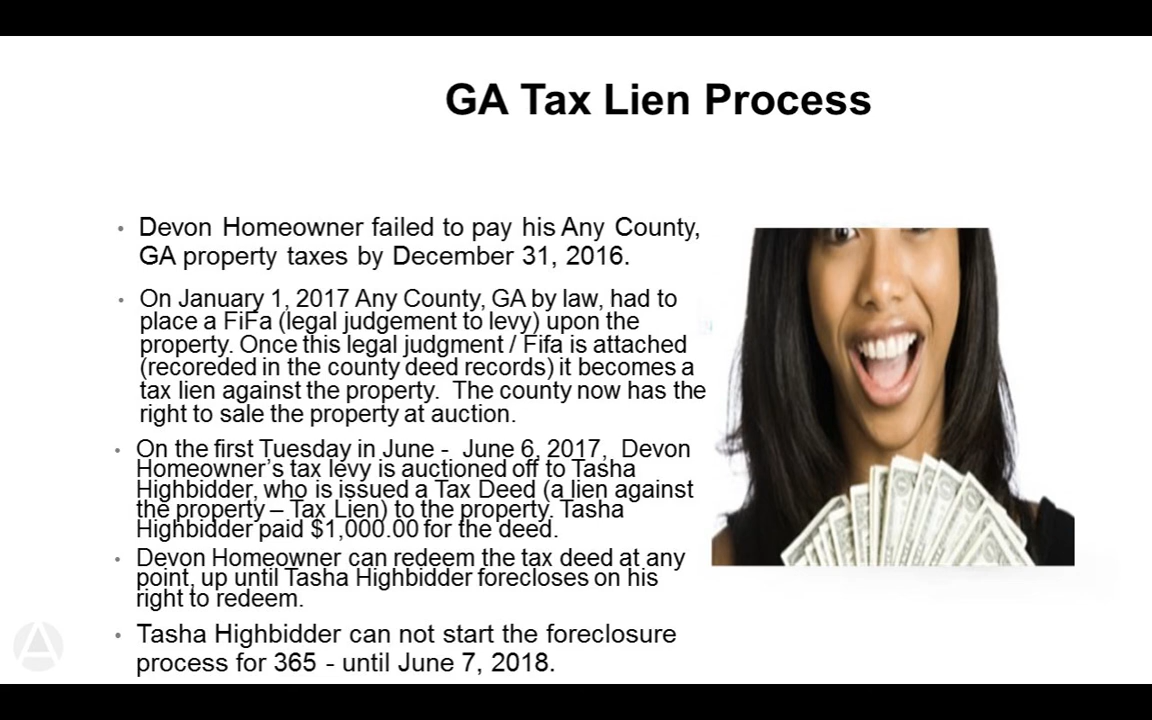 GA Tax Lien Process
• Devon Homeowner failed to pay his Any County,
GA property taxes by December 31, 2016.
• On January 1, 2017 Any County, GA by law, had to
place a FiFa (legal judgement to levy) upon the
property. Once this legal judgment / Fifa is attached
(recoreded in the county deed records) it becomes a
tax lien against the property. The county now has the
right to sale the property at auction.
• On the first Tuesday in June - June 6, 2017, Devon
Homeowner's tax levy is auctioned off to Tasha
Highbidder, who is issued a Tax Deed (a lien against
the property – Tax Lien) to the property. Tasha
Highbidder paid $1,000.00 for the deed.
• Devon Homeowner can redeem the tax deed at any
point, up until Tasha Highbidder forecloses on his
right to redeem.
• Tasha Highbidder can not start the foreclosure
process for 365 - until June 7, 2018.